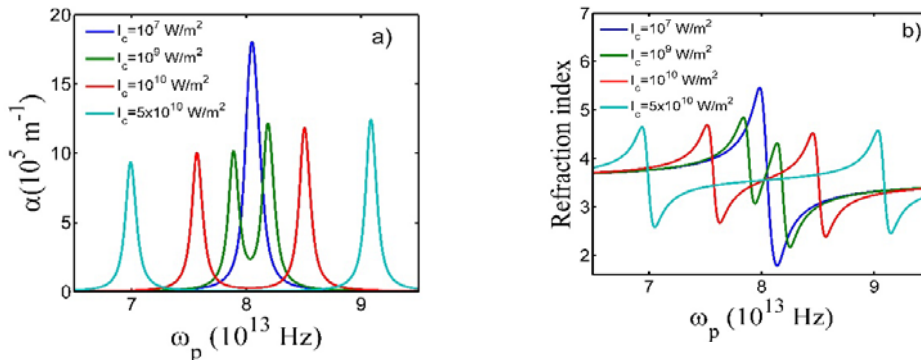 a)
I_c=10^7 W/m^2
I_c=10^9 W/m^2
I_c=10^10 W/m^2
I_c=5x10^10 W/m^2
20
15
10
5
0
α(10^5 m^-1)
7 8 9
ω_p (10^13 Hz)
b)
I_c=10^7 W/m^2
I_c=10^9 W/m^2
I_c=10^10 W/m^2
I_c=5x10^10 W/m^2
7
6
5
4
3
2
Refraction index
7 8 9
ω_p (10^13 Hz)